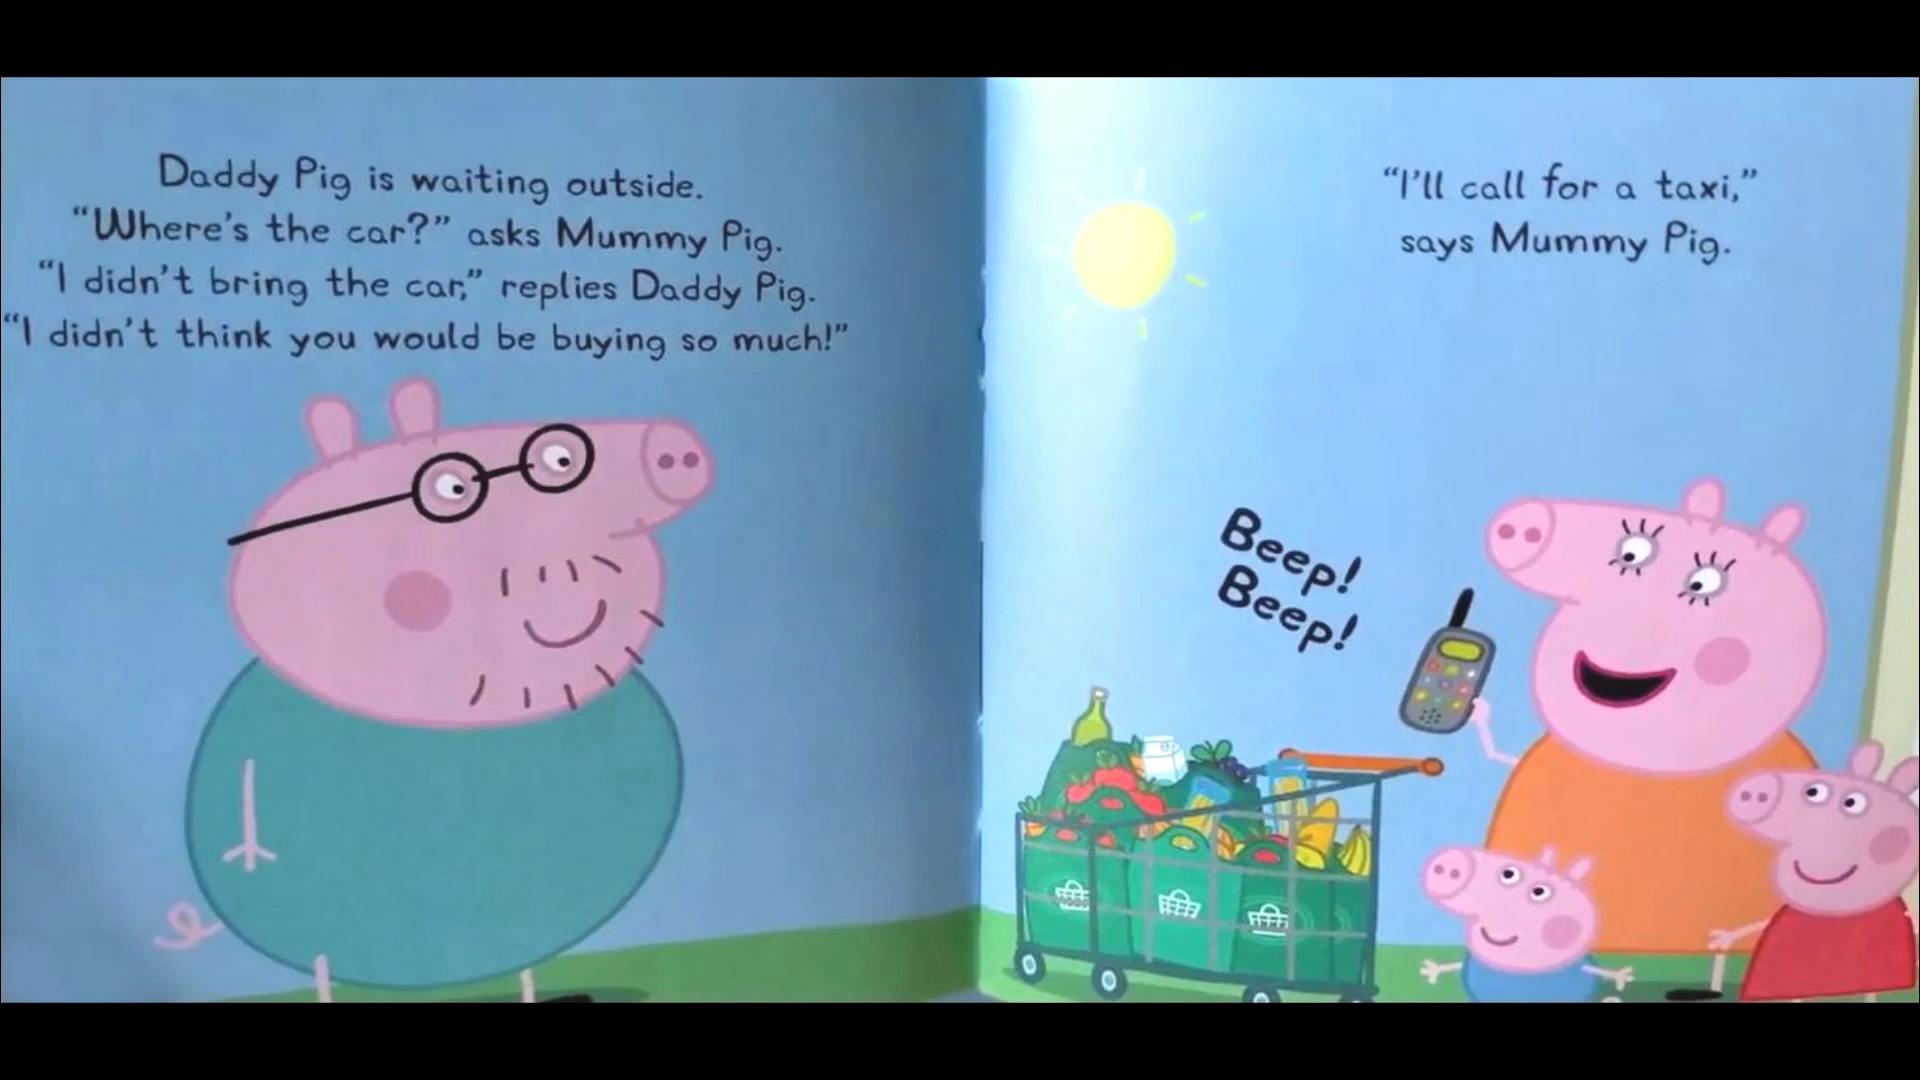 Daddy Pig is waiting outside.
“Where’s the car?” asks Mummy Pig.
“I didn’t bring the car,” replies Daddy Pig.
“I didn’t think you would be buying so much!”
“I’ll call for a taxi,”
says Mummy Pig.
Beep!
Beep!